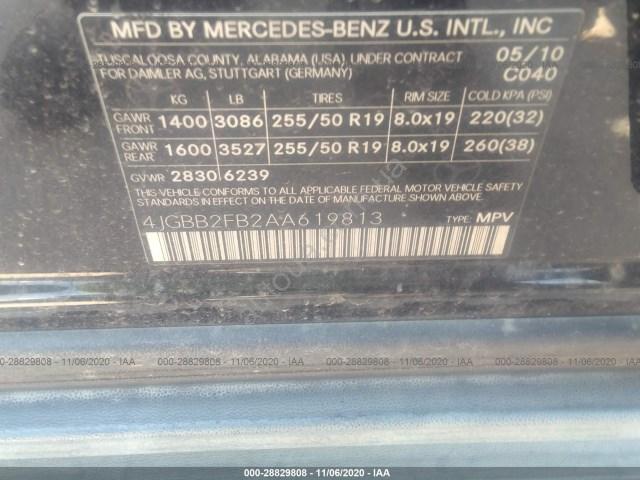 MFD BY MERCEDES-BENZ U.S. INTL., INC
TUSCALOOSA COUNTY, ALABAMA (USA), UNDER CONTRACT 05/10
FOR DAIMLER AG, STUTTGART (GERMANY) C040
KG LB TIRES RIM SIZE COLD KPA (PSI)
GAWR FRONT 1400 3086 255/50 R19 8.0x19 220(32)
GAWR REAR 1600 3527 255/50 R19 8.0x19 260(38)
GVWR 2830 6239
THIS VEHICLE CONFORMS TO ALL APPLICABLE FEDERAL MOTOR VEHICLE SAFETY
STANDARDS IN EFFECT ON THE DATE OF MANUFACTURE SHOWN ABOVE.
4JGBB2FB2AA619813 TYPE: MPV
000-28829808 - 11/06/2020 - IAA 000-28829808 - 11/06/2020 - IAA 000-28829808 - 11/06/2020 - IAA
000-28829808 - 11/06/2020 - IAA